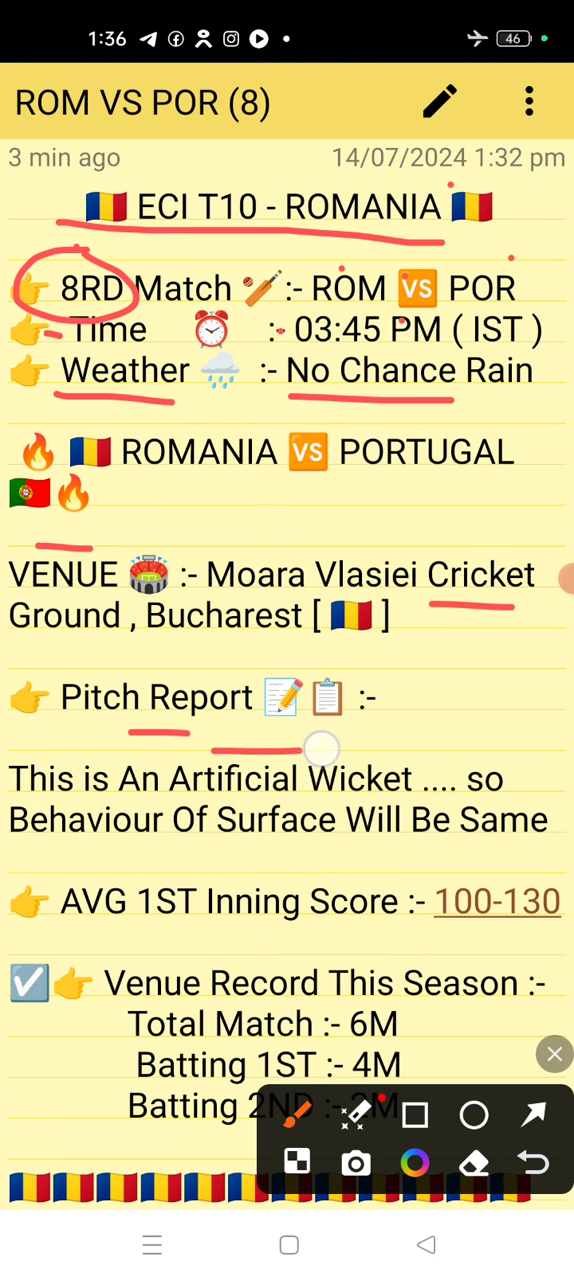 1:36
46
ROM VS POR (8)
3 min ago 14/07/2024 1:32 pm
🇷🇴 ECI T10 - ROMANIA 🇷🇴
👉 8RD Match 🏏:- ROM 🆚 POR
👉 Time ⏰ :- 03:45 PM ( IST )
👉 Weather 🌧️ :- No Chance Rain
🔥 🇷🇴 ROMANIA 🆚 PORTUGAL
🇵🇹🔥
VENUE 🏟️ :- Moara Vlasiei Cricket
Ground , Bucharest [ 🇷🇴 ]
👉 Pitch Report 📝📋 :-
This is An Artificial Wicket .... so
Behaviour Of Surface Will Be Same
👉 AVG 1ST Inning Score :- 100-130
☑️👉 Venue Record This Season :-
Total Match :- 6M
Batting 1ST :- 4M
Batting 2ND :- 2M